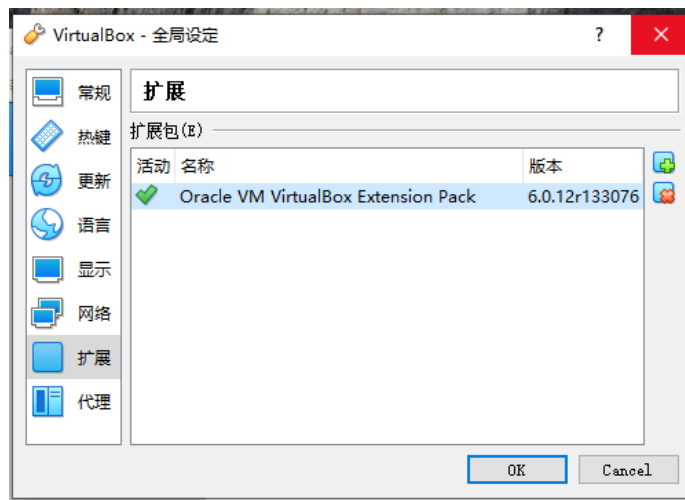 VirtualBox - 全局设定
?
常规
热键
更新
语言
显示
网络
扩展
代理
扩展
扩展包(E)
活动 名称 版本
Oracle VM VirtualBox Extension Pack 6.0.12r133076
OK Cancel